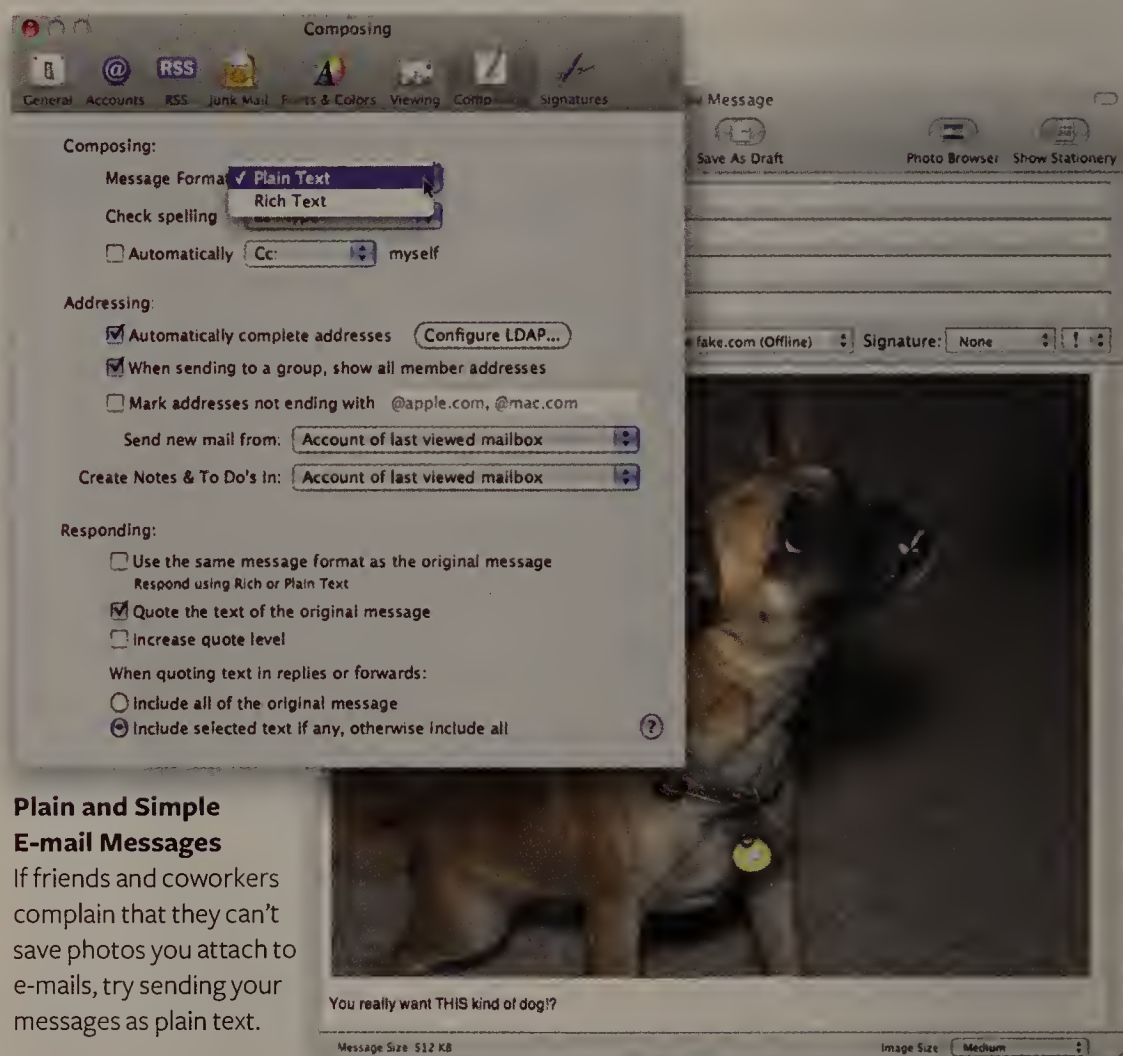 Composing
General Accounts RSS Junk Mail Fonts & Colors Viewing Signatures
RSS
Composing:
Message Format
✓ Plain Text
Rich Text
Check spelling
Automatically Cc: myself
Addressing:
Automatically complete addresses Configure LDAP...
When sending to a group, show all member addresses
Mark addresses not ending with @apple.com, @mac.com
Send new mail from: Account of last viewed mailbox
Create Notes & To Do's In: Account of last viewed mailbox
Responding:
Use the same message format as the original message
Respond using Rich or Plain Text
Quote the text of the original message
Increase quote level
When quoting text in replies or forwards:
Include all of the original message
Include selected text if any, otherwise include all
?
Message
Save As Draft Photo Browser Show Stationery
fake.com (Offline) Signature: None !
You really want THIS kind of dog!?
Message Size 512 KB Image Size Medium
Plain and Simple
E-mail Messages
If friends and coworkers
complain that they can't
save photos you attach to
e-mails, try sending your
messages as plain text.